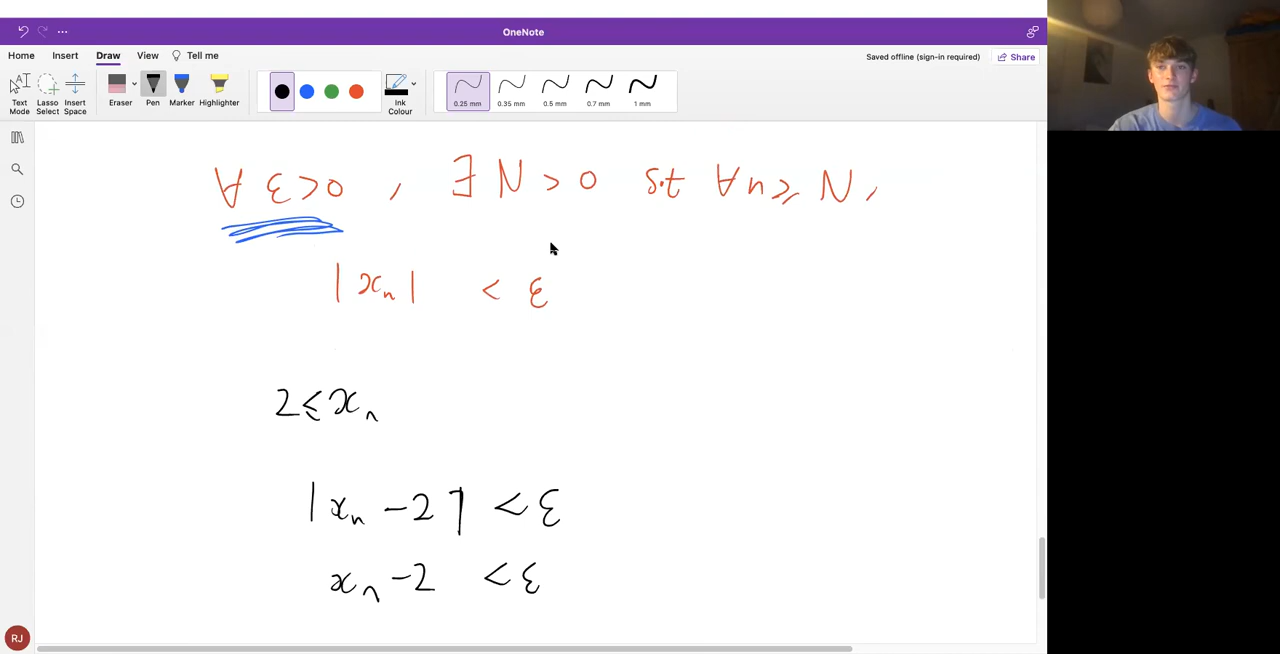 OneNote
Home Insert Draw View Tell me
Saved offline (sign-in required) Share
Text Mode Lasso Select Insert Space Eraser Pen Marker Highlighter Ink Colour 0.25 mm 0.35 mm 0.5 mm 0.7 mm 1 mm
∀ ε>0 , ∃ N > 0 s.t ∀n ≥ N,
|xₙ| < ε
2 ≤ xₙ
|xₙ - 2| < ε
xₙ - 2 < ε
RJ